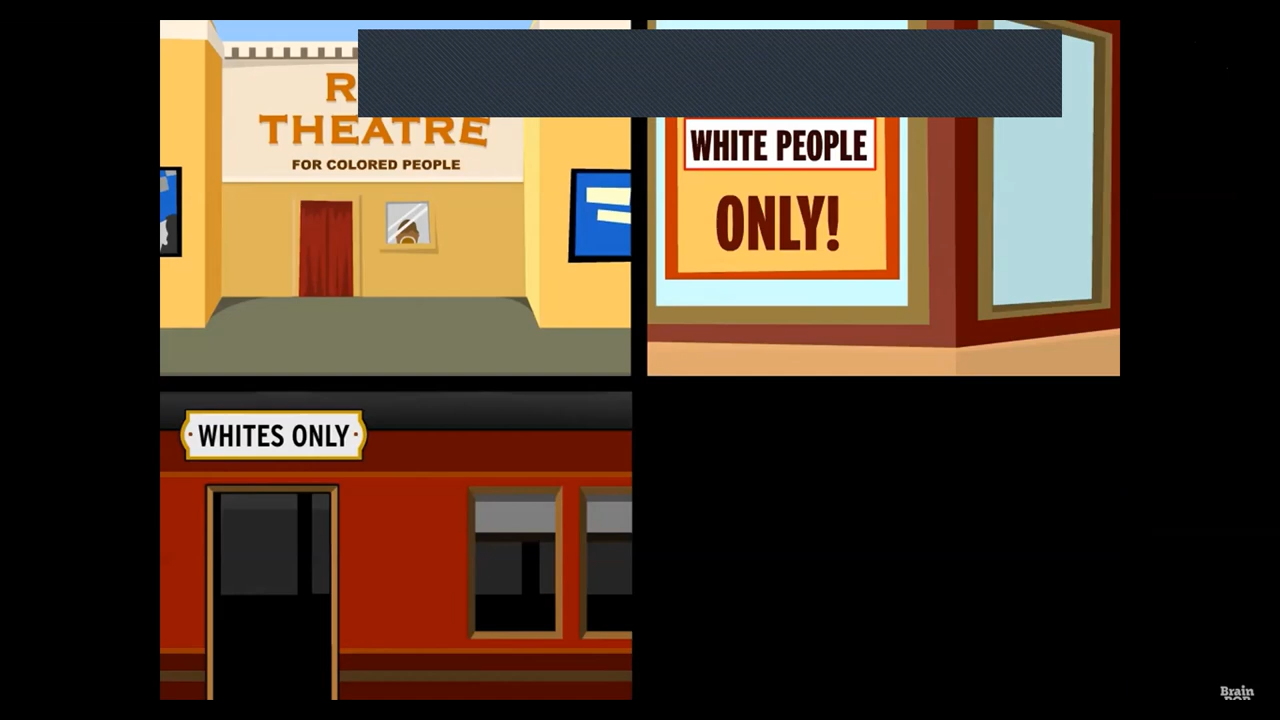 THEATRE
FOR COLORED PEOPLE
WHITE PEOPLE
ONLY!
WHITES ONLY
Brain